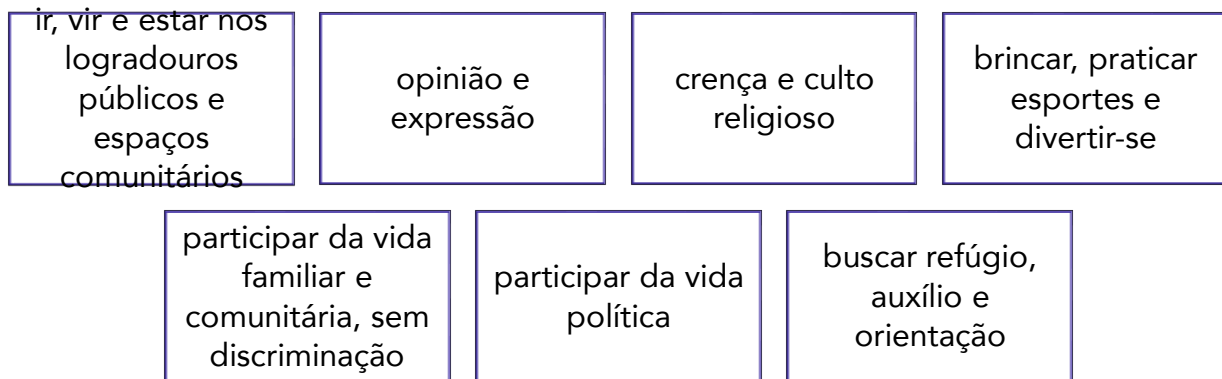 ir, vir e estar nos
logradouros
públicos e
espaços
comunitários
opinião e
expressão
crença e culto
religioso
brincar, praticar
esportes e
divertir-se
participar da vida
familiar e
comunitária, sem
discriminação
participar da vida
política
buscar refúgio,
auxílio e
orientação